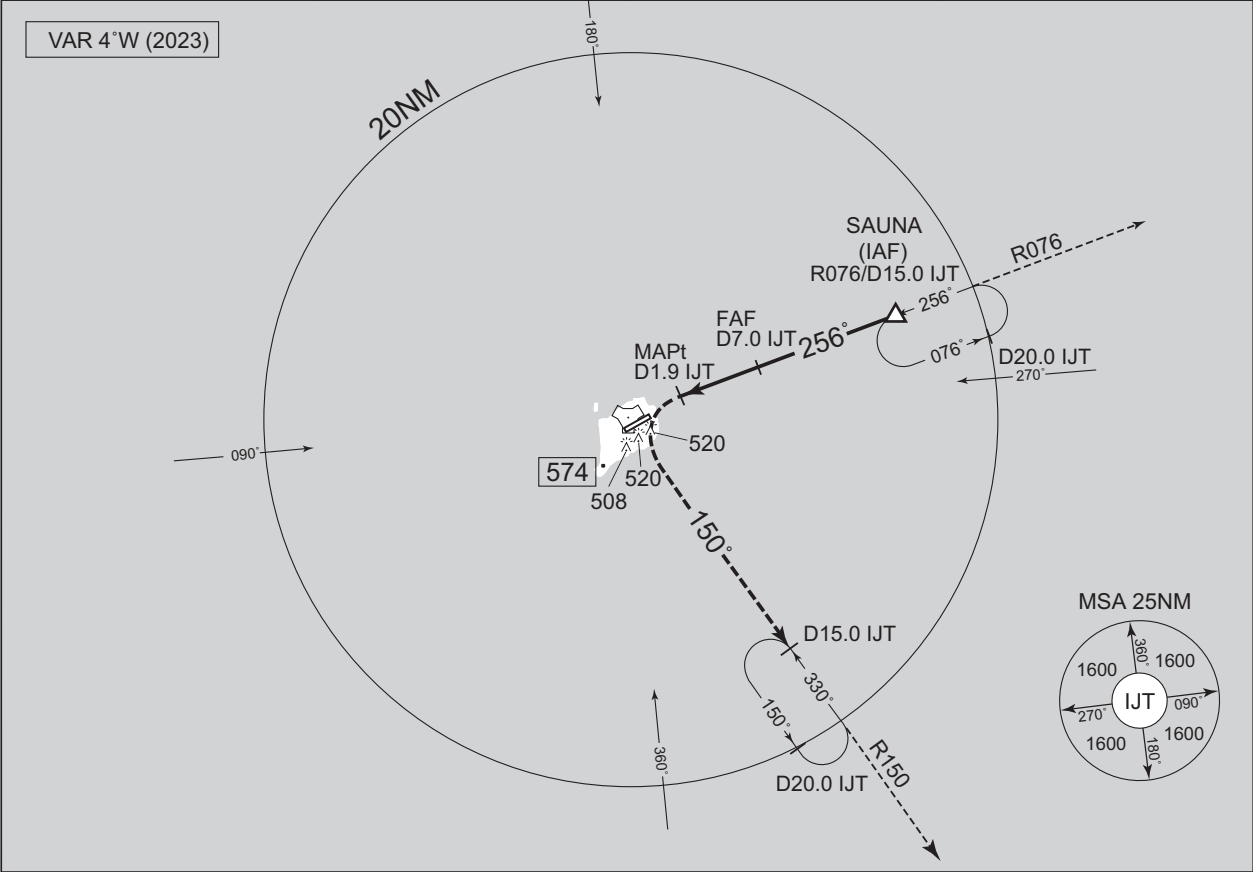 VAR 4˚W (2023)
180˚
20NM
SAUNA
(IAF)
R076/D15.0 IJT
R076
256˚
076˚
D20.0 IJT
270˚
FAF
D7.0 IJT
256˚
MAPt
D1.9 IJT
090˚
520
574
520
508
150˚
D15.0 IJT
330˚
150˚
D20.0 IJT
R150
360˚
MSA 25NM
360˚
1600
1600
IJT
090˚
270˚
1600
1600
180˚